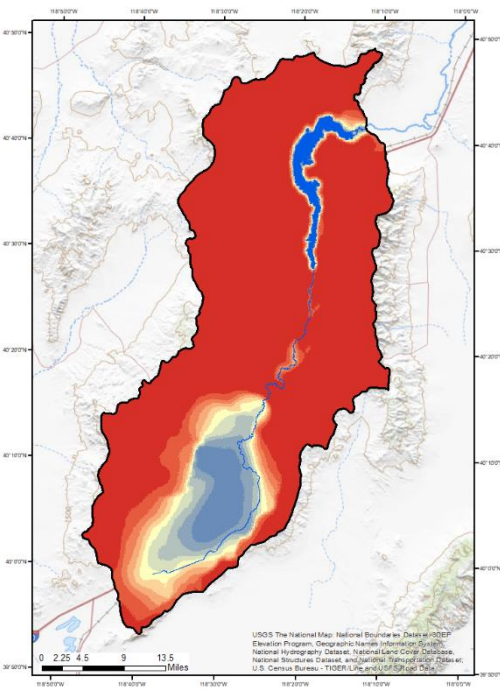 118°50'0"W 118°40'0"W 118°30'0"W 118°20'0"W 118°10'0"W 118°0'0"W
40°50'0"N 40°50'0"N
40°40'0"N 40°40'0"N
40°30'0"N 40°30'0"N
40°20'0"N 40°20'0"N
40°10'0"N 40°10'0"N
40°0'0"N 40°0'0"N
1500
USGS The National Map: National Boundaries Dataset, 3DEP
Elevation Program, Geographic Names Information System,
National Hydrography Dataset, National Land Cover Database,
National Structures Dataset, and National Transportation Dataset;
U.S. Census Bureau - TIGER/Line and USFS Road Data
0 2.25 4.5 9 13.5
Miles
39°50'0"N
118°50'0"W 118°40'0"W 118°30'0"W 118°20'0"W 118°10'0"W 118°0'0"W